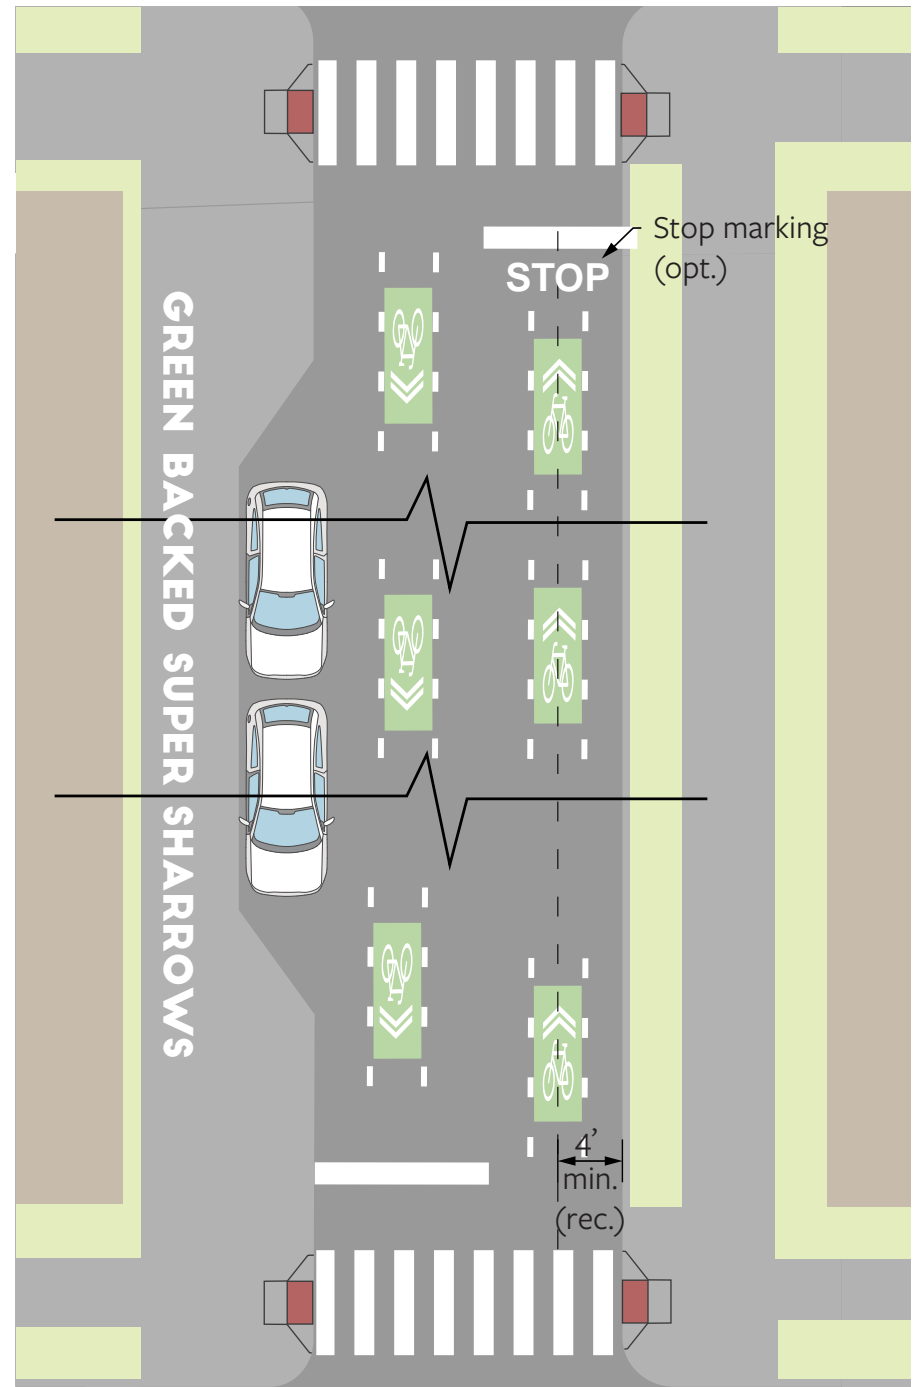 Stop marking
(opt.)
STOP
GREEN BACKED SUPER SHARROWS
4’
min.
(rec.)